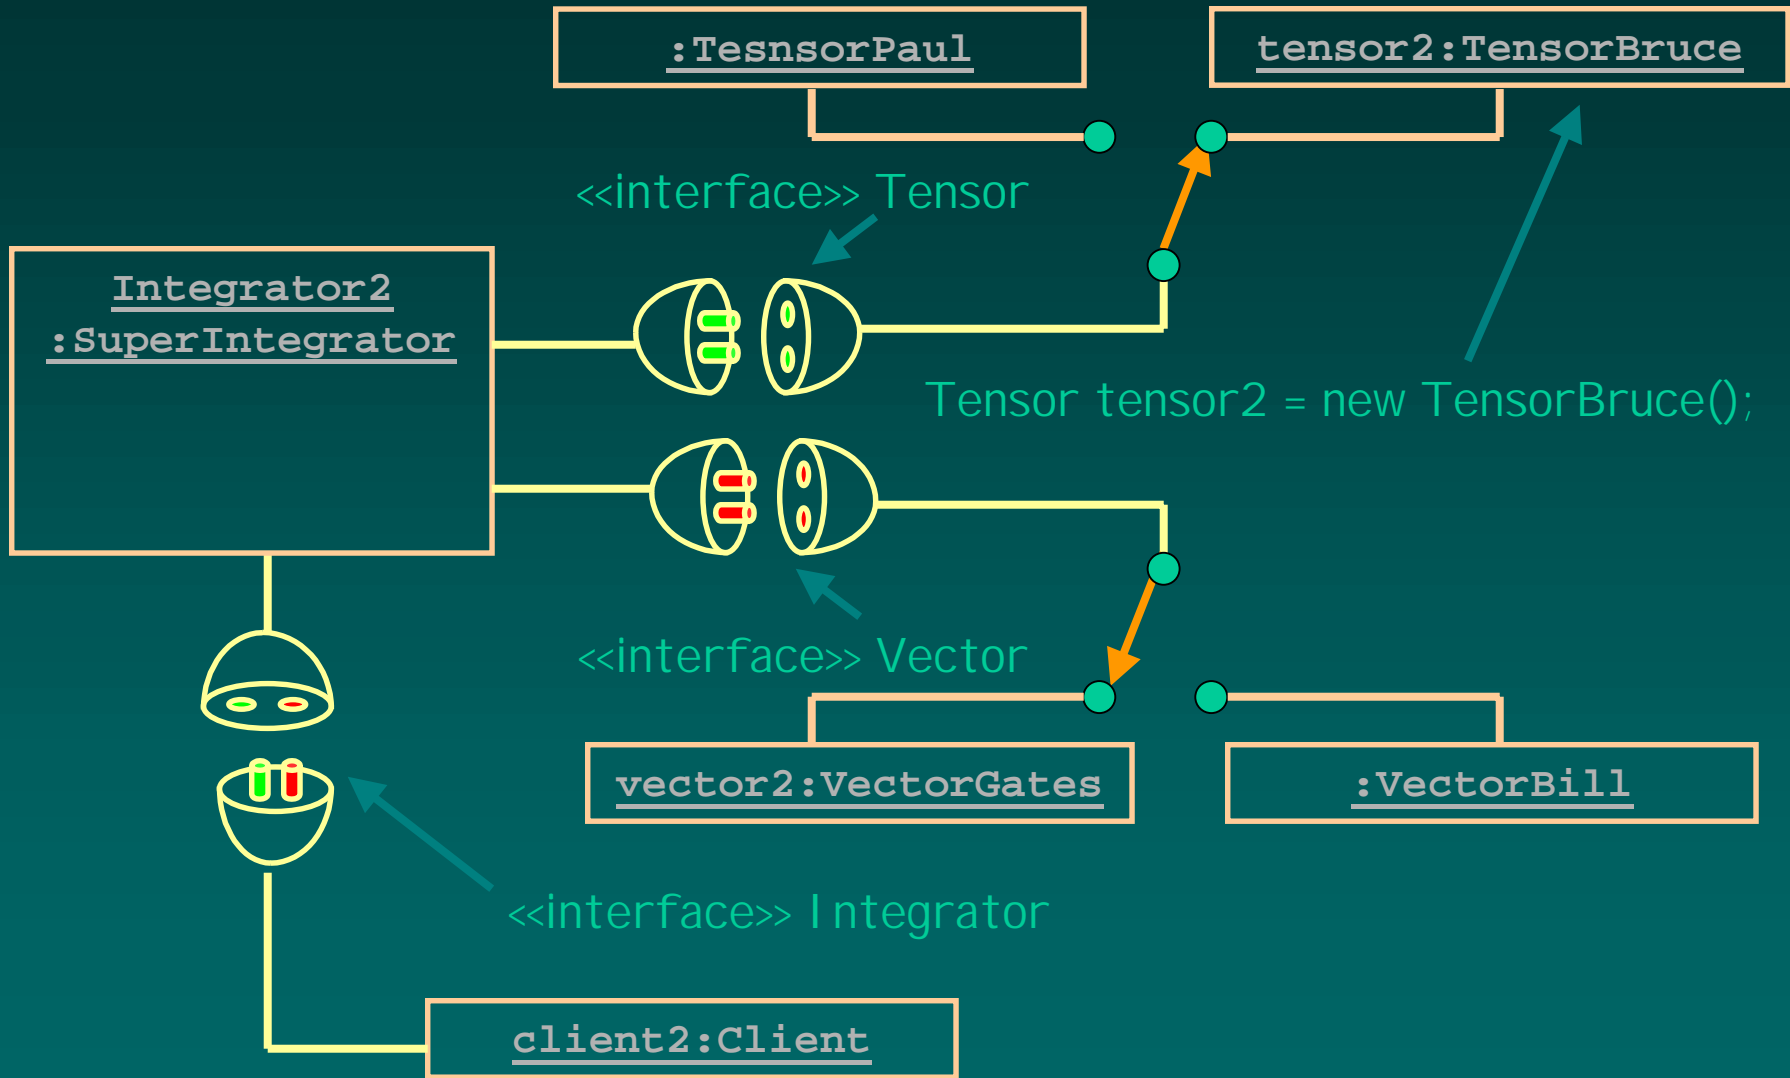 :TesnsorPaul
tensor2:TensorBruce
<<interface>> Tensor
Integrator2
:SuperIntegrator
Tensor tensor2 = new TensorBruce();
<<interface>> Vector
vector2:VectorGates
:VectorBill
<<interface>> Integrator
client2:Client